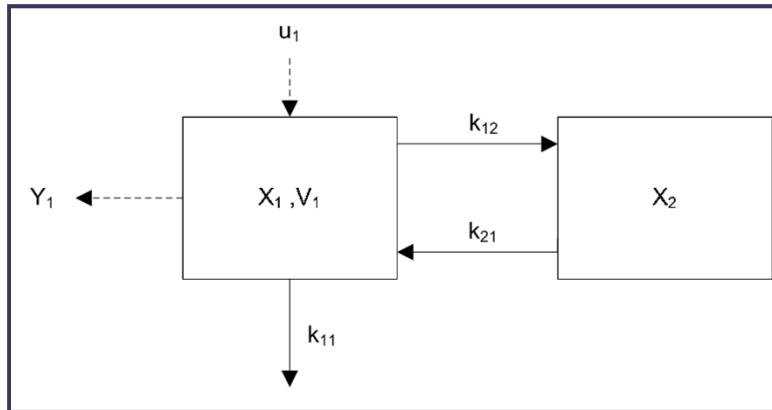 u₁
k₁₂
Y₁
X₁ ,V₁
X₂
k₂₁
k₁₁